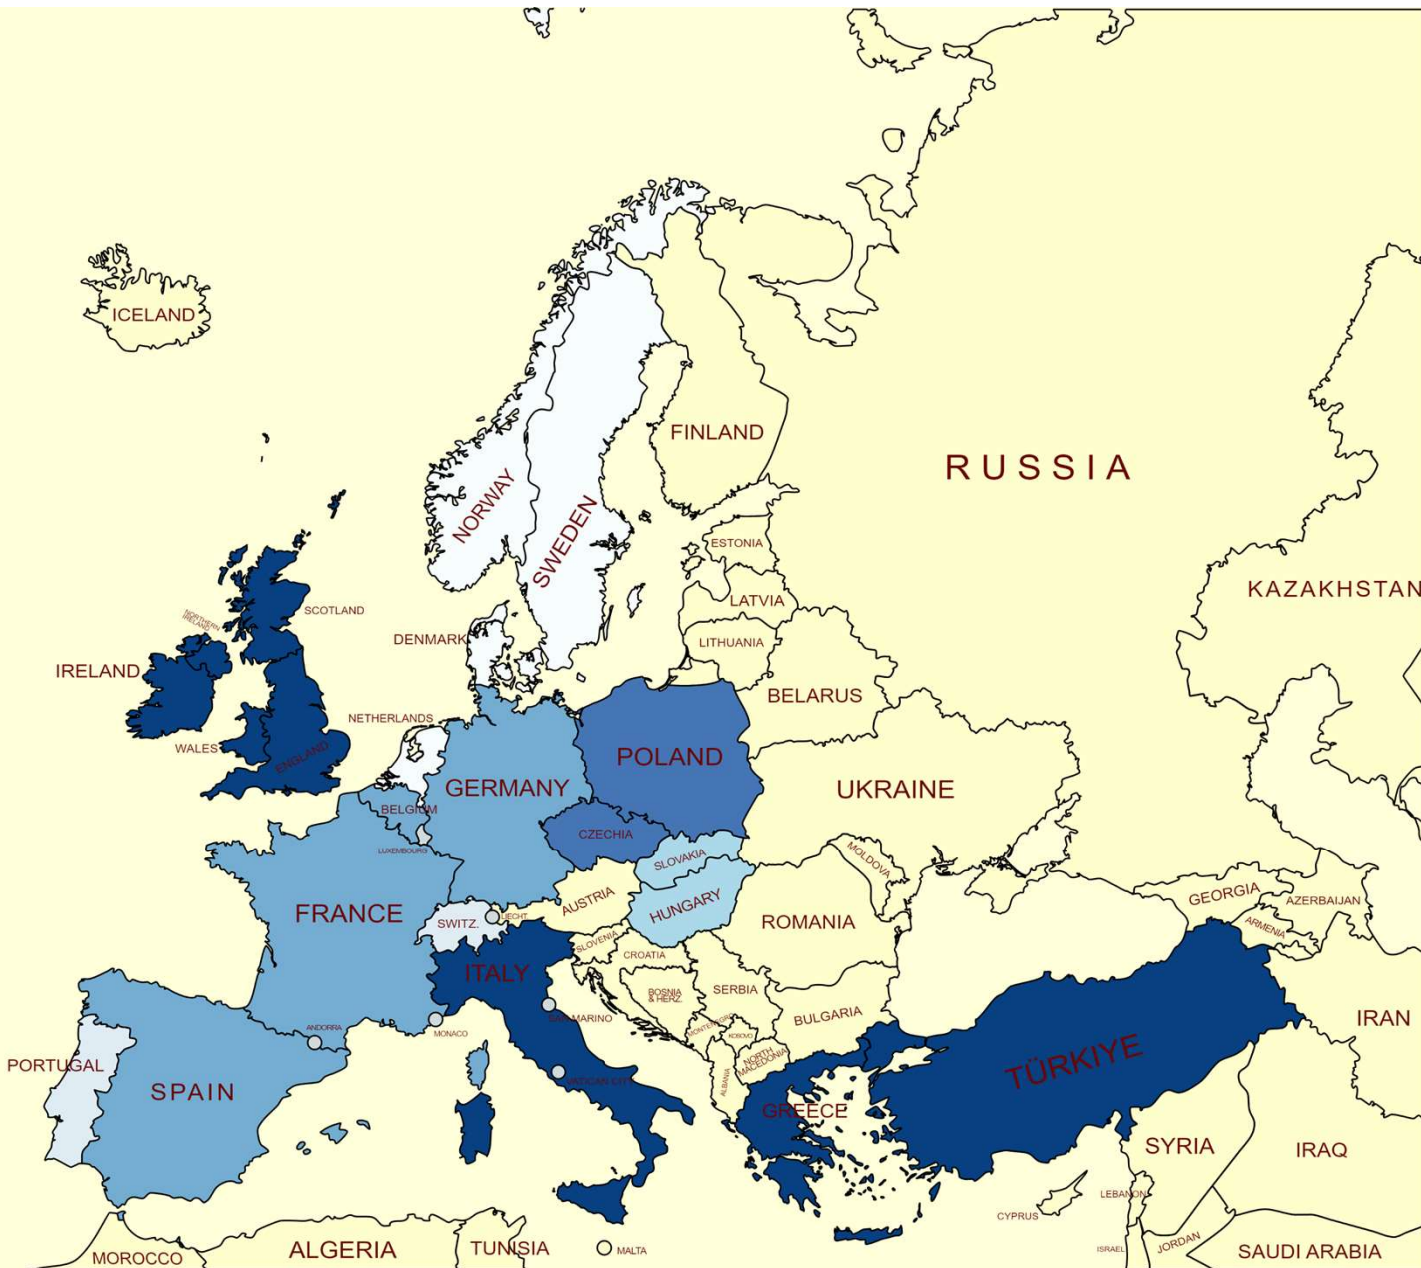 ICELAND
FINLAND
RUSSIA
NORWAY
SWEDEN
ESTONIA
KAZAKHSTAN
LATVIA
SCOTLAND
NORTHERN
IRELAND
DENMARK
LITHUANIA
IRELAND
BELARUS
NETHERLANDS
WALES
ENGLAND
POLAND
GERMANY
UKRAINE
BELGIUM
CZECHIA
LUXEMBOURG
SLOVAKIA
MOLDOVA
AUSTRIA
HUNGARY
GEORGIA
AZERBAIJAN
FRANCE
SWITZ.
LIECHT.
ROMANIA
ARMENIA
SLOVENIA
CROATIA
ITALY
BOSNIA
& HERZ.
SERBIA
SAN MARINO
BULGARIA
IRAN
ANDORRA
MONACO
MONTENEGRO
KOSOVO
NORTH
MACEDONIA
TÜRKIYE
PORTUGAL
SPAIN
VATICAN CITY
ALBANIA
GREECE
SYRIA
IRAQ
LEBANON
CYPRUS
MOROCCO
ALGERIA
TUNISIA
MALTA
ISRAEL
JORDAN
SAUDI ARABIA